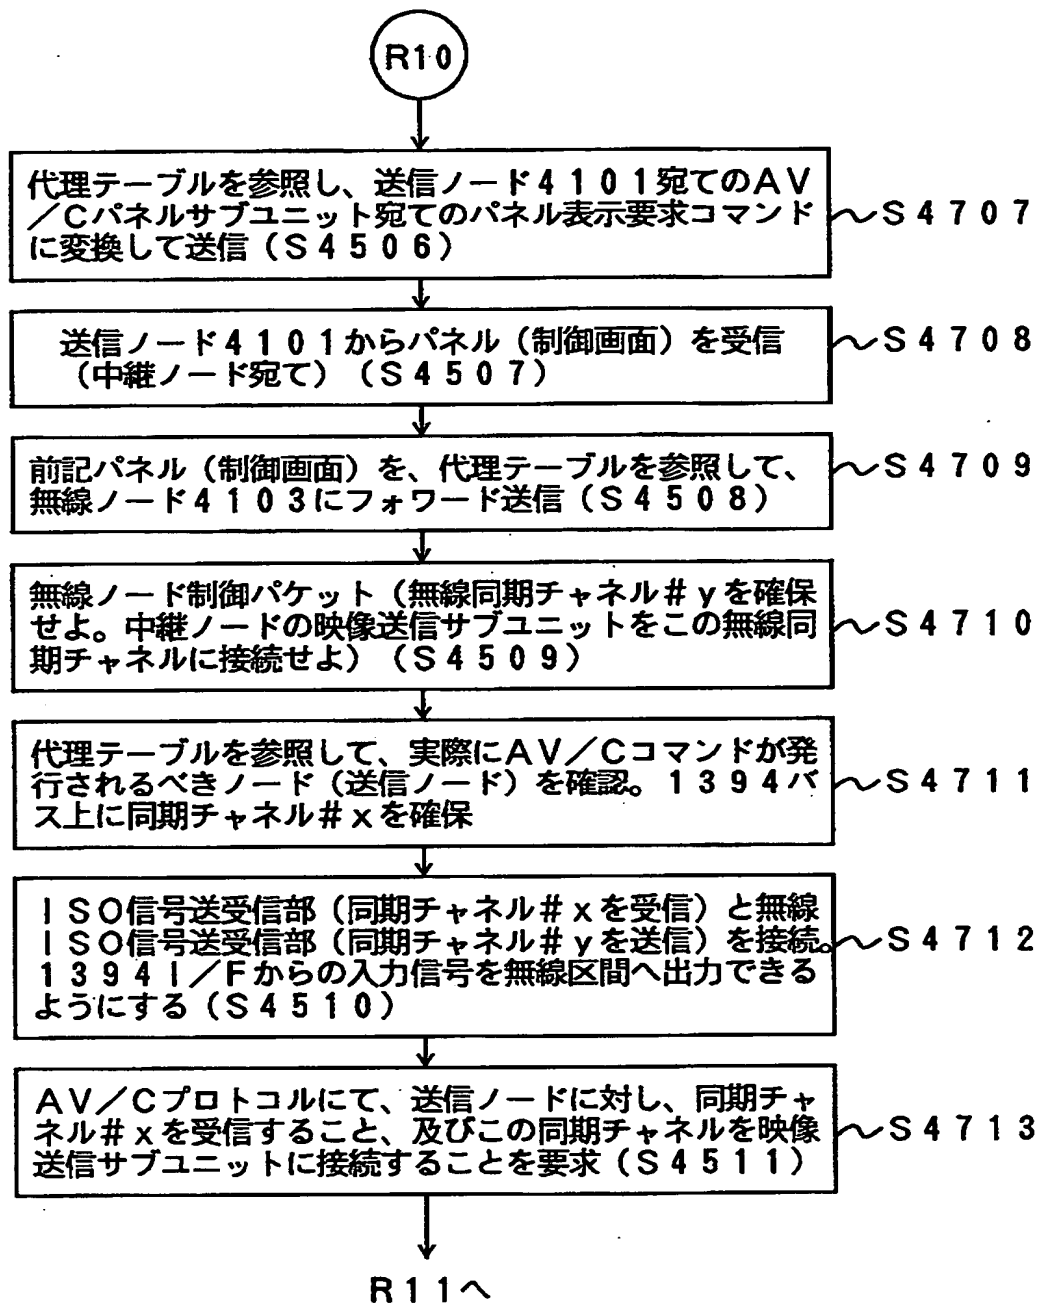 R10
代理テーブルを参照し、送信ノード4101宛てのAV
/Cパネルサブユニット宛てのパネル表示要求コマンド
に変換して送信(S4506)
~S4707
送信ノード4101からパネル(制御画面)を受信
(中継ノード宛て)(S4507)
~S4708
前記パネル(制御画面)を、代理テーブルを参照して、
無線ノード4103にフォワード送信(S4508)
~S4709
無線ノード制御パケット(無線同期チャネル#yを確保
せよ。中継ノードの映像送信サブユニットをこの無線同
期チャネルに接続せよ)(S4509)
~S4710
代理テーブルを参照して、実際にAV/Cコマンドが発
行されるべきノード(送信ノード)を確認。1394バ
ス上に同期チャネル#xを確保
~S4711
ISO信号送受信部(同期チャネル#xを受信)と無線
ISO信号送受信部(同期チャネル#yを送信)を接続。
1394I/Fからの入力信号を無線区間へ出力できる
ようにする(S4510)
~S4712
AV/Cプロトコルにて、送信ノードに対し、同期チャ
ネル#xを受信すること、及びこの同期チャネルを映像
送信サブユニットに接続することを要求(S4511)
~S4713
R11へ